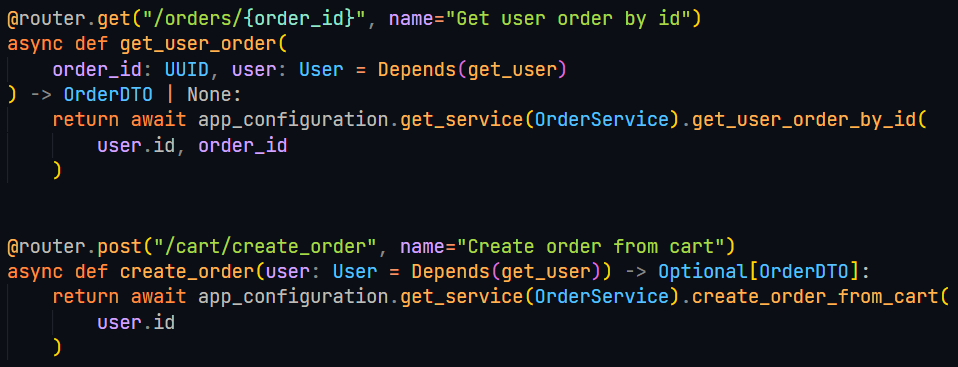 @router.get("/orders/{order_id}", name="Get user order by id")
async def get_user_order(
    order_id: UUID, user: User = Depends(get_user)
) -> OrderDTO | None:
    return await app_configuration.get_service(OrderService).get_user_order_by_id(
        user.id, order_id
    )
@router.post("/cart/create_order", name="Create order from cart")
async def create_order(user: User = Depends(get_user)) -> Optional[OrderDTO]:
    return await app_configuration.get_service(OrderService).create_order_from_cart(
        user.id
    )